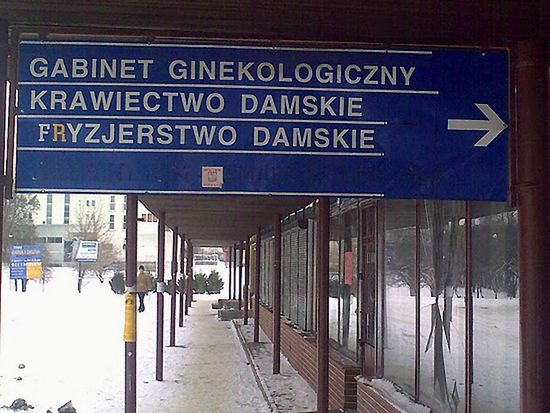 GABINET GINEKOLOGICZNY
KRAWIECTWO DAMSKIE
FRYZJERSTWO DAMSKIE